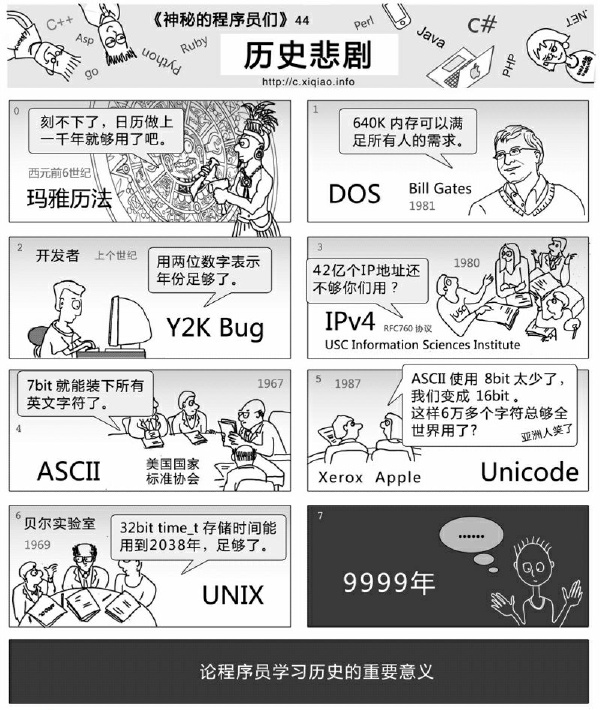 《神秘的程序员们》44
C++
Asp
go
Python
Ruby
历史悲剧
http://c.xiqiao.info
Perl
Java
C#
PHP
.NET
0
刻不下了，日历做上
一千年就够用了吧。
西元前6世纪
玛雅历法
1
640K 内存可以满
足所有人的需求。
DOS
Bill Gates
1981
2
开发者
上个世纪
用两位数字表示
年份足够了。
Y2K Bug
3
1980
42亿个IP地址还
不够你们用？
USC
IPv4
RFC760 协议
USC Information Sciences Institute
4
7bit 就能装下所有
英文字符了。
1967
ASCII
美国国家
标准协会
5
1987
ASCII 使用 8bit 太少了，
我们变成 16bit 。
这样6万多个字符总够全
世界用了？
亚洲人笑了
Xerox Apple
Unicode
6
贝尔实验室
1969
32bit time_t 存储时间能
用到2038年，足够了。
UNIX
7
……
9999年
论程序员学习历史的重要意义